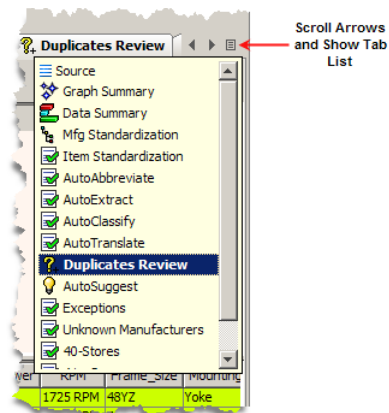 Scroll Arrows
and Show Tab
List
Duplicates Review
Source
Graph Summary
Data Summary
Mfg Standardization
Item Standardization
AutoAbbreviate
AutoExtract
AutoClassify
AutoTranslate
Duplicates Review
AutoSuggest
Exceptions
Unknown Manufacturers
40-Stores
RPM Frame_Size Mounting
1725 RPM 48YZ Yoke